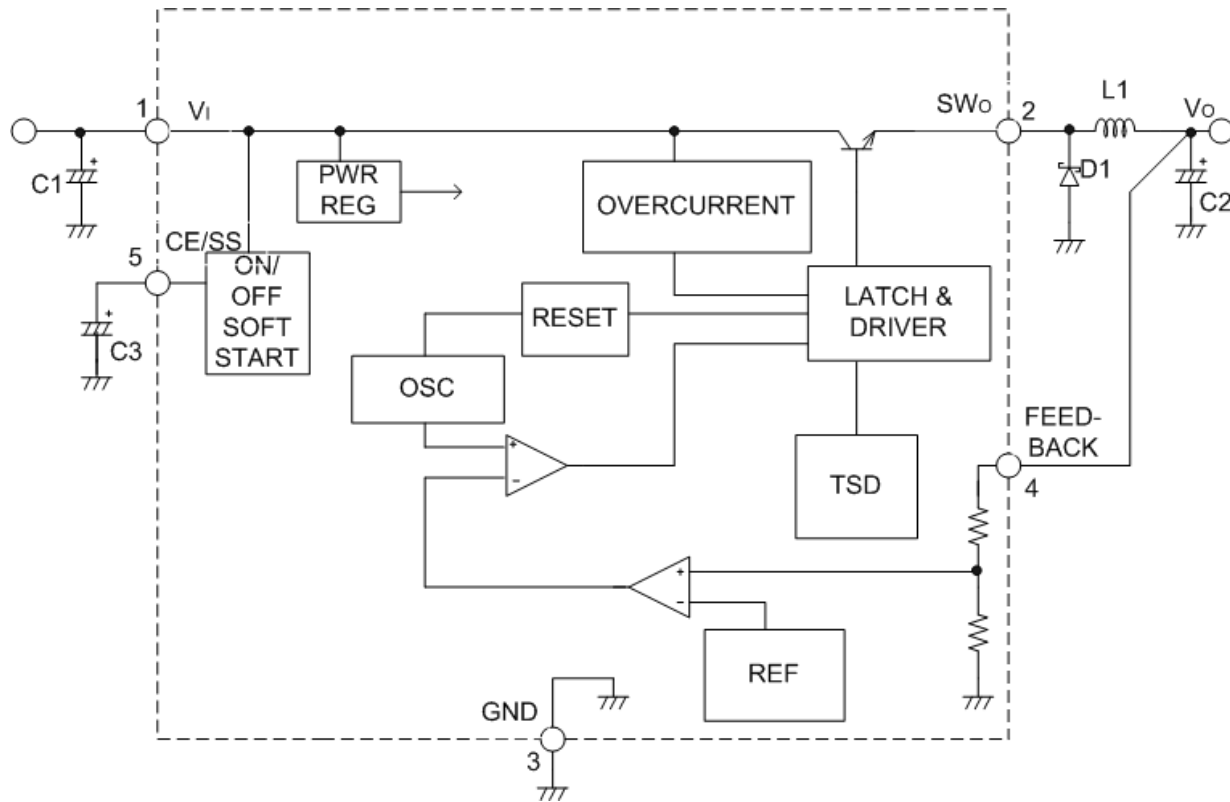 1
VI
SWO
2
L1
VO
C1
+
PWR
REG
OVERCURRENT
D1
+
C2
5
CE/SS
ON/
OFF
SOFT
START
+
C3
RESET
LATCH &
DRIVER
OSC
+
-
TSD
FEED-
BACK
4
+
-
REF
GND
3